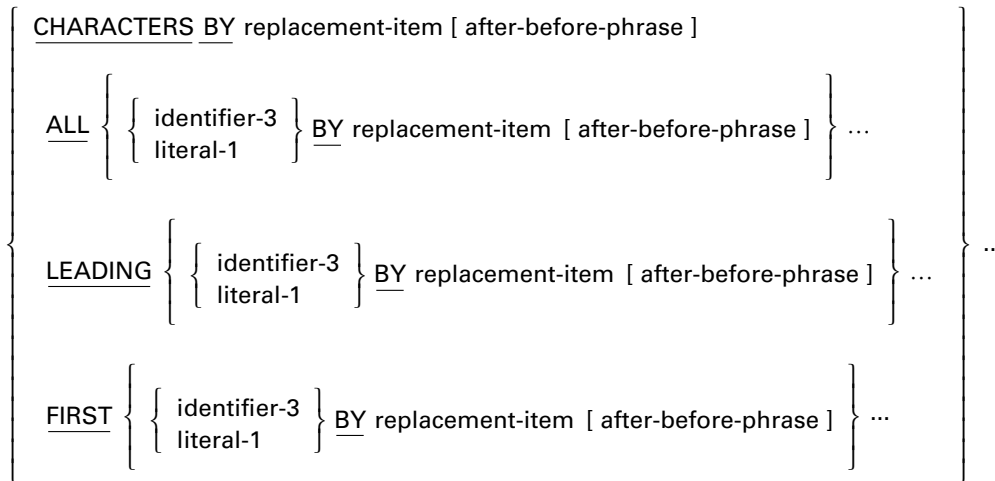 CHARACTERS BY replacement-item [ after-before-phrase ]
identifier-3
ALL { { } BY replacement-item [ after-before-phrase ] } ...
literal-1
identifier-3
LEADING { { } BY replacement-item [ after-before-phrase ] } ...
literal-1
..
identifier-3
FIRST { { } BY replacement-item [ after-before-phrase ] } ...
literal-1